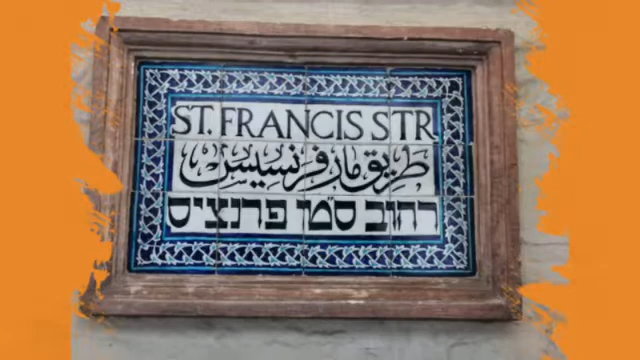 ST. FRANCIS STR.
طريق مار فرنسيس
רחוב סט' פרנציס